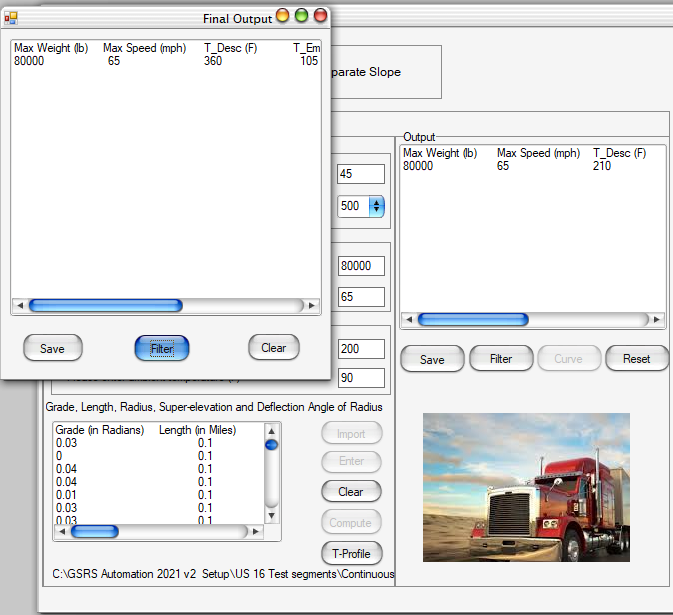 Final Output
Max Weight (lb) Max Speed (mph) T_Desc (F) T_Em
80000 65 360 105
Save Filter Clear
parate Slope
45
500
80000
65
200
90
Output
Max Weight (lb) Max Speed (mph) T_Desc (F)
80000 65 210
Save Filter Curve Reset
Grade, Length, Radius, Super-elevation and Deflection Angle of Radius
Grade (in Radians) Length (in Miles)
0.03 0.1
0 0.1
0.04 0.1
0.04 0.1
0.01 0.1
0.03 0.1
0.03 0.1
Import
Enter
Clear
Compute
T-Profile
C:\GSRS Automation 2021 v2 Setup\US 16 Test segments\Continuous